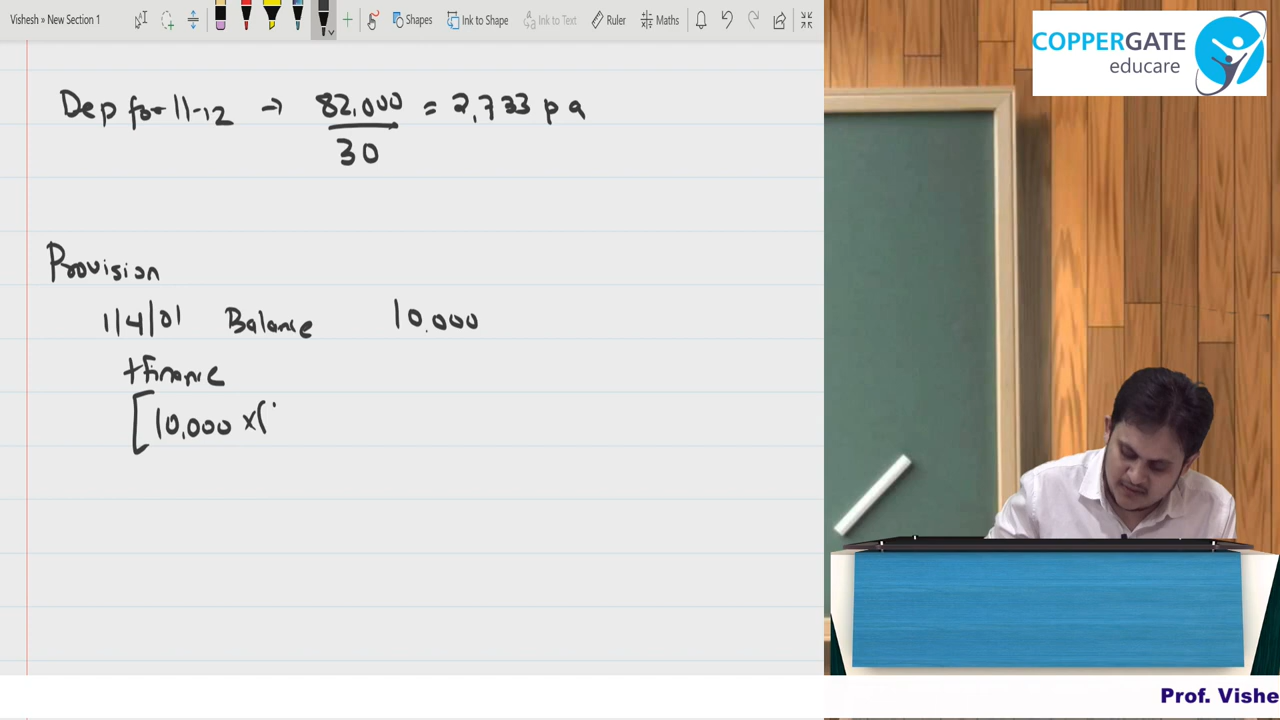 Vishesh » New Section 1
Shapes
Ink to Shape
Ink to Text
Ruler
Maths
COPPERGATE
educare
Dep for 11-12 → 82,000 = 2,733 p a
30
Provision
1/4/01 Balance 10,000
+Finance
[10,000 x(
Prof. Vishe